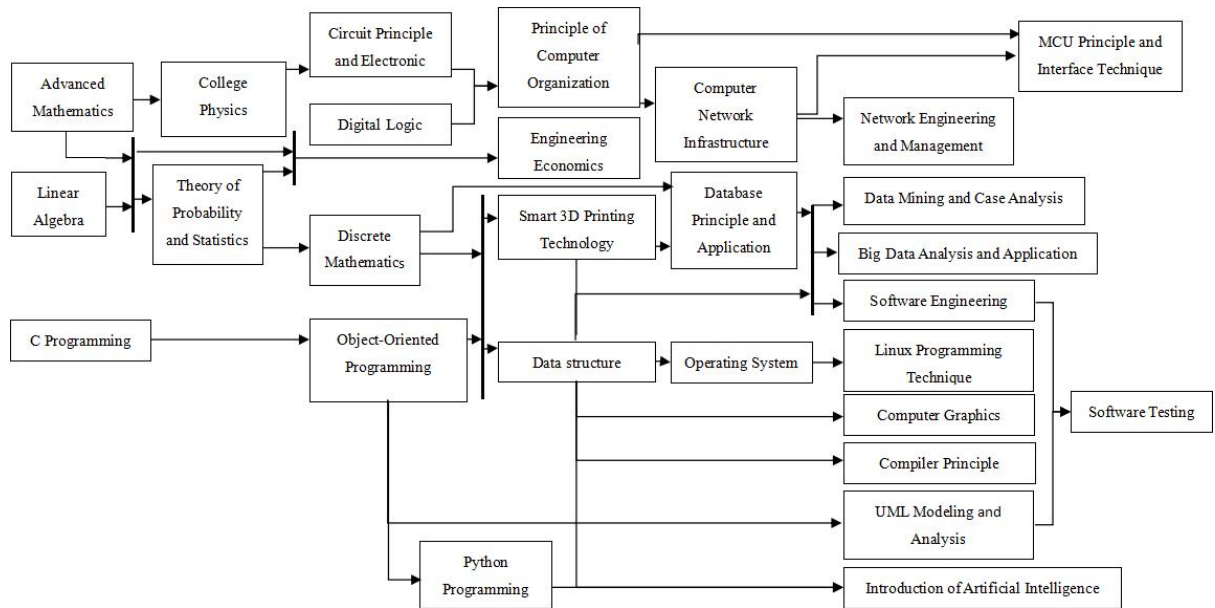 Advanced
Mathematics
Linear
Algebra
C Programming
College
Physics
Theory of
Probability
and Statistics
Circuit Principle
and Electronic
Digital Logic
Discrete
Mathematics
Object-Oriented
Programming
Python
Programming
Principle of
Computer
Organization
Engineering
Economics
Smart 3D Printing
Technology
Data structure
Computer
Network
Infrastructure
Database
Principle and
Application
Operating System
MCU Principle and
Interface Technique
Network Engineering
and Management
Data Mining and Case Analysis
Big Data Analysis and Application
Software Engineering
Linux Programming
Technique
Computer Graphics
Compiler Principle
UML Modeling and
Analysis
Introduction of Artificial Intelligence
Software Testing